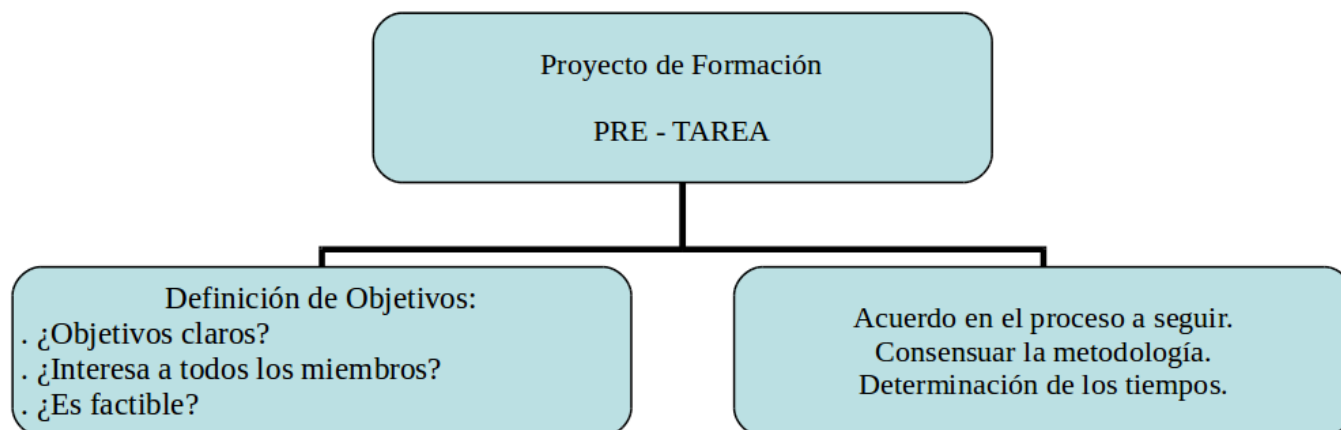 Proyecto de Formación
PRE - TAREA
Definición de Objetivos:
. ¿Objetivos claros?
. ¿Interesa a todos los miembros?
. ¿Es factible?
Acuerdo en el proceso a seguir.
Consensuar la metodología.
Determinación de los tiempos.